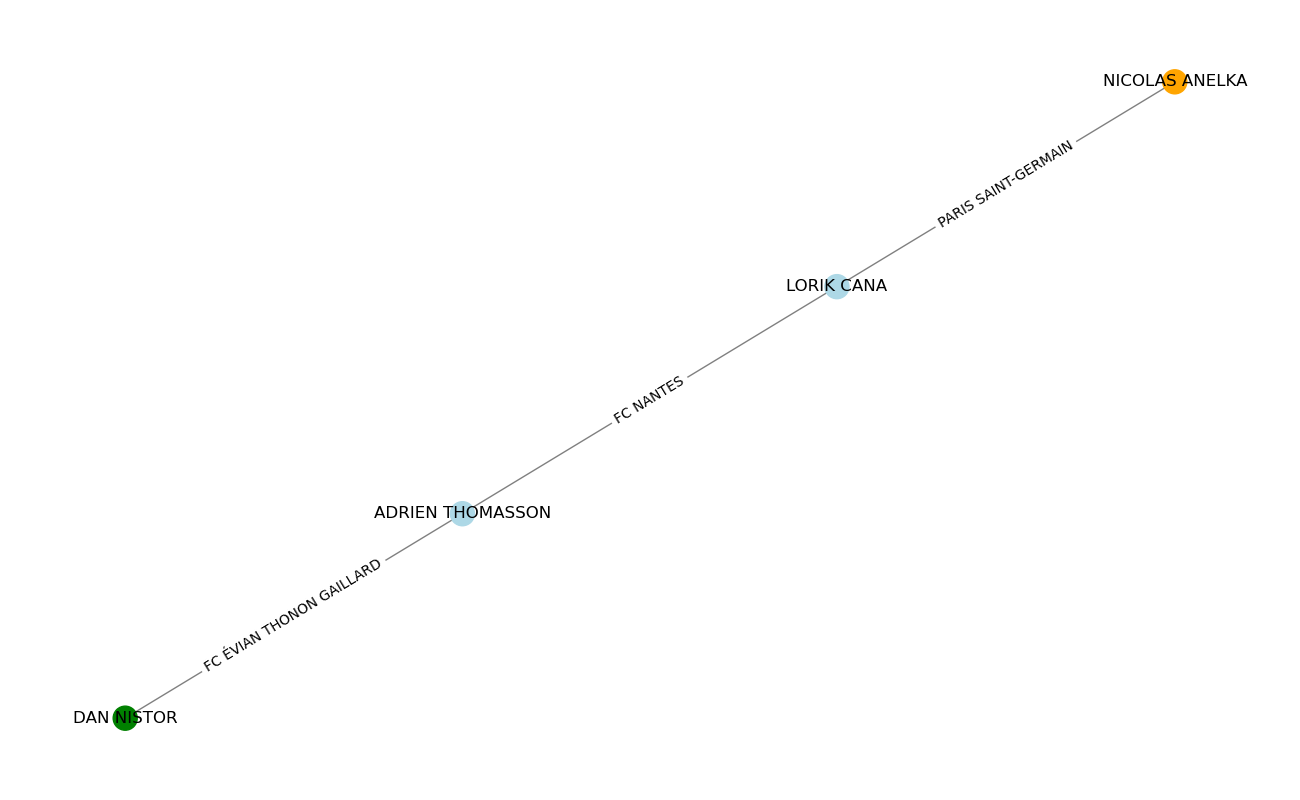 NICOLAS ANELKA
PARIS SAINT-GERMAIN
LORIK CANA
FC NANTES
ADRIEN THOMASSON
FC ÉVIAN THONON GAILLARD
DAN NISTOR